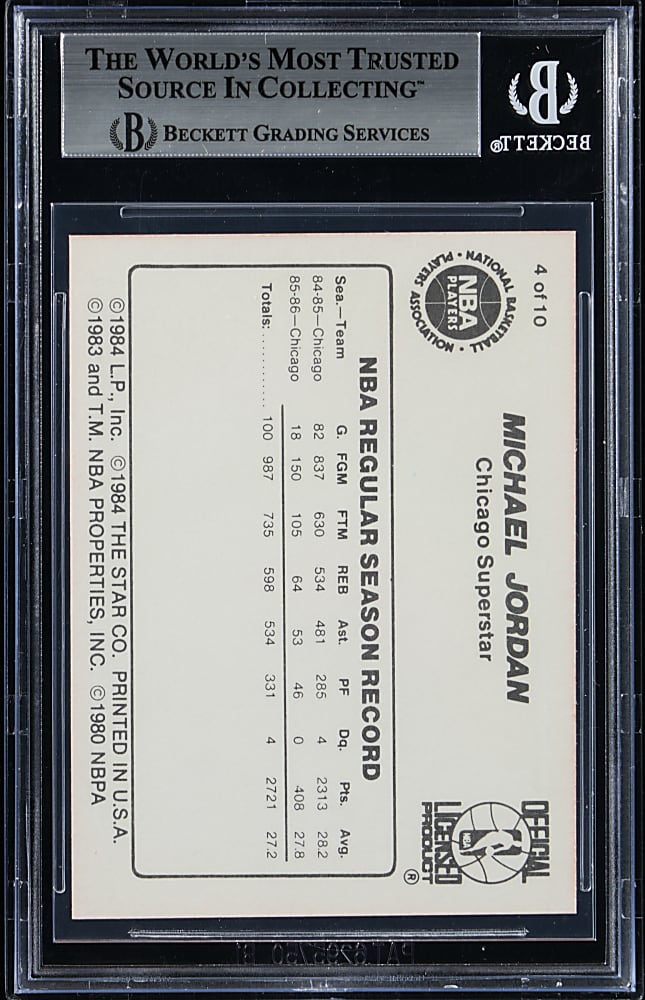 THE WORLD'S MOST TRUSTED
SOURCE IN COLLECTING™
B BECKETT GRADING SERVICES
B
BECKETT®
4 of 10
NATIONAL BASKETBALL
PLAYERS ASSOCIATION
NBA
PLAYERS
MICHAEL JORDAN
Chicago Superstar
OFFICIAL
NBA
LICENSED
PRODUCT
®
NBA REGULAR SEASON RECORD
Sea.—Team G. FGM FTM REB Ast. PF Dq. Pts. Avg.
84-85—Chicago 82 837 630 534 481 285 4 2313 28.2
85-86—Chicago 18 150 105 64 53 46 0 408 27.8
Totals: ............ 100 987 735 598 534 331 4 2721 27.2
©1984 L.P., Inc. ©1984 THE STAR CO. PRINTED IN U.S.A.
©1983 and T.M. NBA PROPERTIES, INC. ©1980 NBPA